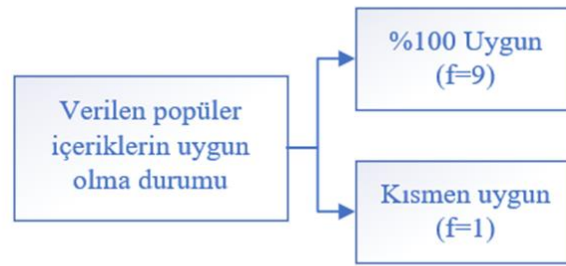 Verilen popüler
içeriklerin uygun
olma durumu
%100 Uygun
(f=9)
Kısmen uygun
(f=1)